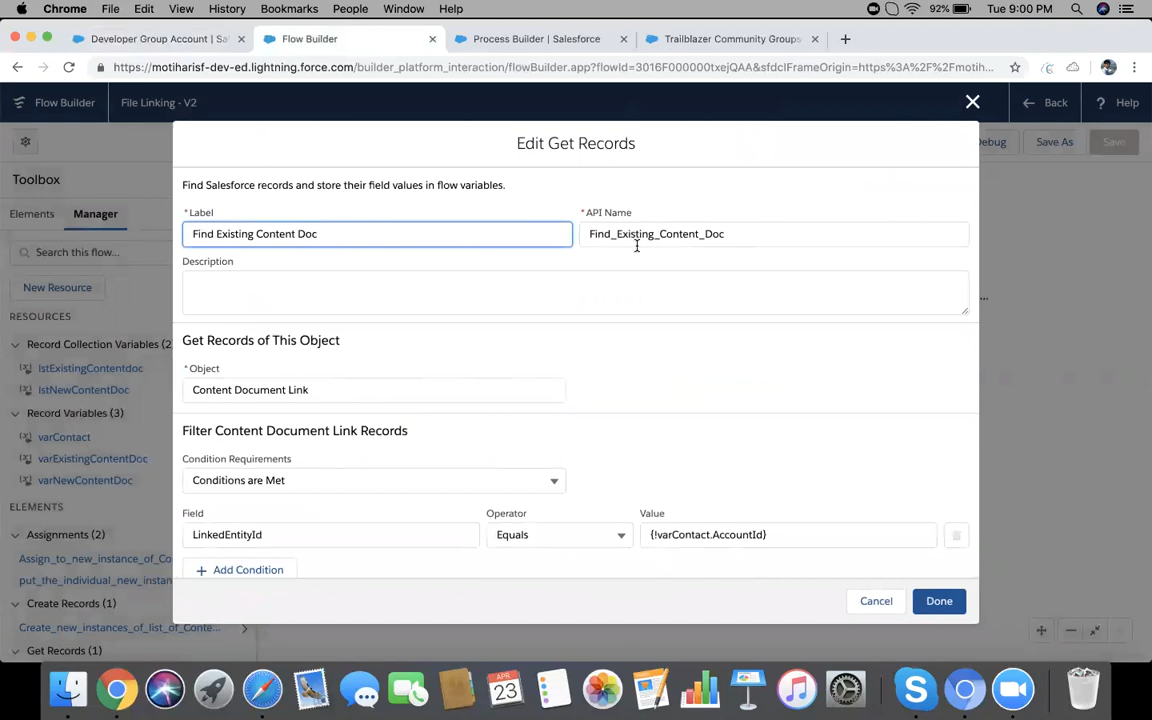 Chrome File Edit View History Bookmarks People Window Help 92% Tue 9:00 PM
Developer Group Account | Sa
Flow Builder
Process Builder | Salesforce
Trailblazer Community Groups
https://motiharisf-dev-ed.lightning.force.com/builder_platform_interaction/flowBuilder.app?flowId=3016F000000txejQAA&sfdcIFrameOrigin=https%3A%2F%2Fmotih...
Flow Builder
File Linking - V2
Back
? Help
Debug
Save As
Save
Toolbox
Elements
Manager
Search this flow...
New Resource
RESOURCES
Record Collection Variables (2
lstExistingContentdoc
lstNewContentDoc
Record Variables (3)
varContact
varExistingContentDoc
varNewContentDoc
ELEMENTS
Assignments (2)
Assign_to_new_instance_of_Co
put_the_individual_new_instan
Create Records (1)
Create_new_instances_of_list_of_Conte...
Get Records (1)
Edit Get Records
Find Salesforce records and store their field values in flow variables.
* Label
Find Existing Content Doc
* API Name
Find_Existing_Content_Doc
Description
Get Records of This Object
* Object
Content Document Link
Filter Content Document Link Records
Condition Requirements
Conditions are Met
Field
LinkedEntityId
Operator
Equals
Value
{!varContact.AccountId}
+ Add Condition
Cancel
Done
...
APR
23